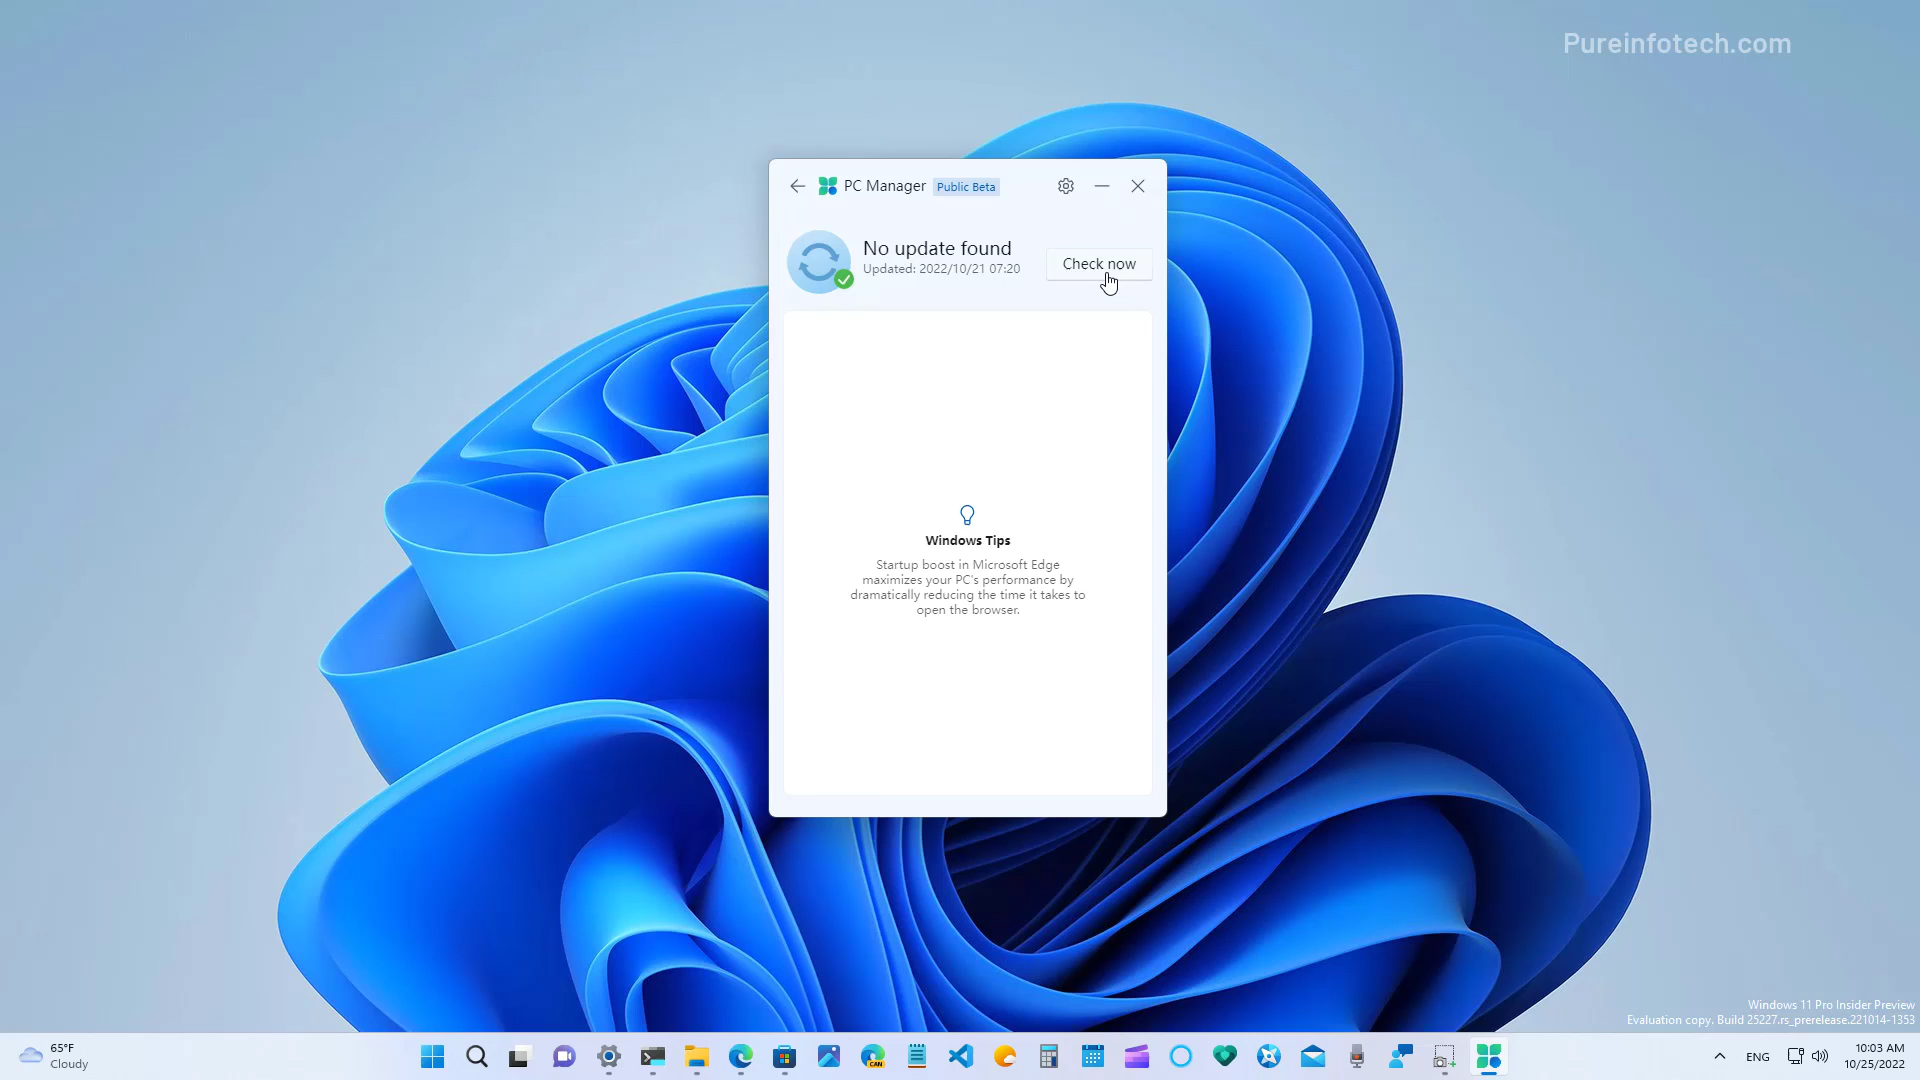 Pureinfotech.com
PC Manager Public Beta
No update found
Updated: 2022/10/21 07:20
Check now
Windows Tips
Startup boost in Microsoft Edge
maximizes your PC's performance by
dramatically reducing the time it takes to
open the browser.
Windows 11 Pro Insider Preview
Evaluation copy. Build 25227.rs_prerelease.221014-1353
65°F
Cloudy
CAN
ENG
10:03 AM
10/25/2022